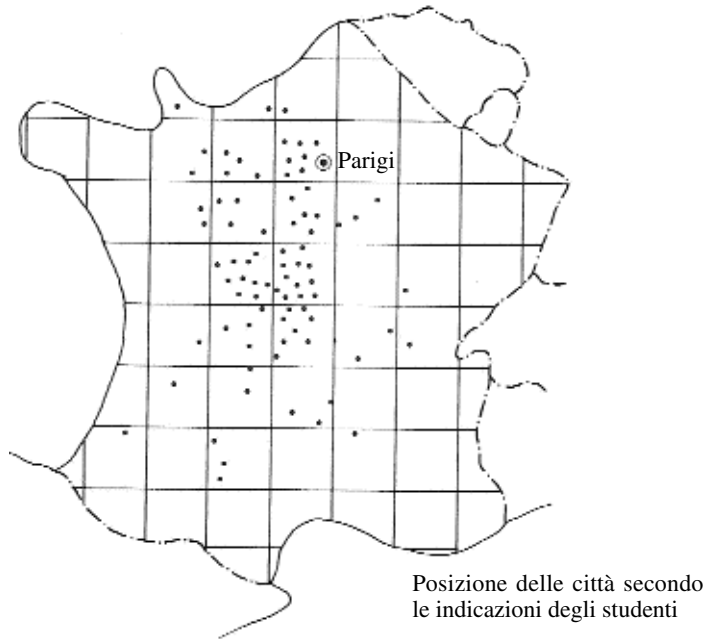 Parigi
Posizione delle città secondo
le indicazioni degli studenti